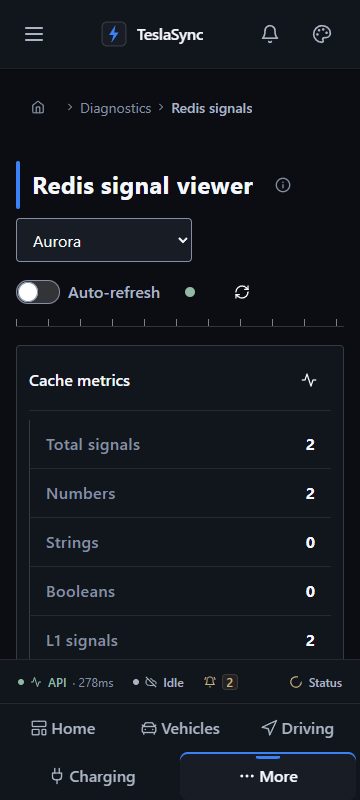 TeslaSync
Diagnostics > Redis signals
Redis signal viewer
Aurora
Auto-refresh
Cache metrics
Total signals 2
Numbers 2
Strings 0
Booleans 0
L1 signals 2
API · 278ms Idle 2 Status
Home Vehicles Driving
Charging More